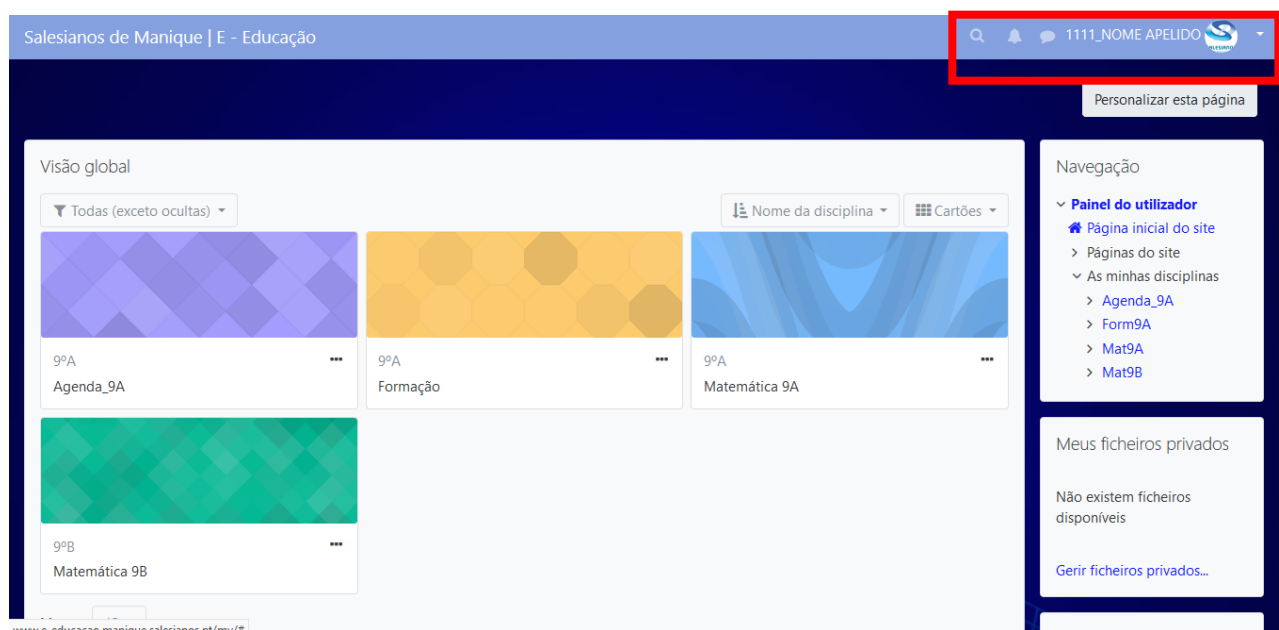 Salesianos de Manique | E - Educação
1111_NOME APELIDO
Personalizar esta página
Visão global
Todas (exceto ocultas)
Nome da disciplina
Cartões
9ºA
Agenda_9A
9ºA
Formação
9ºA
Matemática 9A
9ºB
Matemática 9B
Navegação
Painel do utilizador
Página inicial do site
Páginas do site
As minhas disciplinas
Agenda_9A
Form9A
Mat9A
Mat9B
Meus ficheiros privados
Não existem ficheiros
disponíveis
Gerir ficheiros privados...